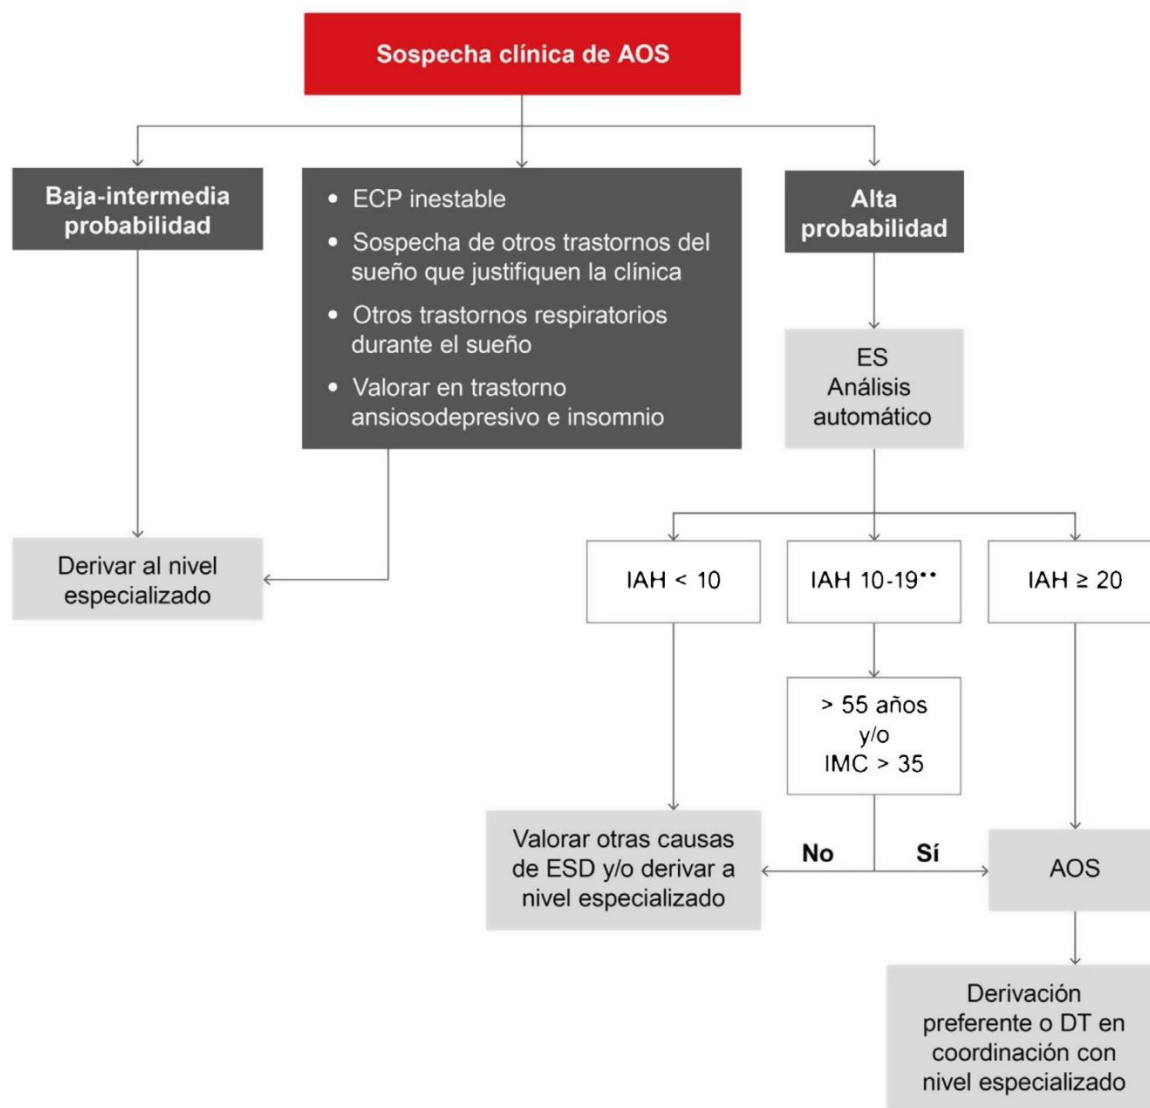 Sospecha clínica de AOS
Baja-intermedia
probabilidad
• ECP inestable
• Sospecha de otros trastornos del
sueño que justifiquen la clínica
• Otros trastornos respiratorios
durante el sueño
• Valorar en trastorno
ansiosodepresivo e insomnio
Alta
probabilidad
ES
Análisis
automático
Derivar al nivel
especializado
IAH < 10
IAH 10-19••
IAH ≥ 20
> 55 años
y/o
IMC > 35
Valorar otras causas
de ESD y/o derivar a
nivel especializado
No
Sí
AOS
Derivación
preferente o DT en
coordinación con
nivel especializado